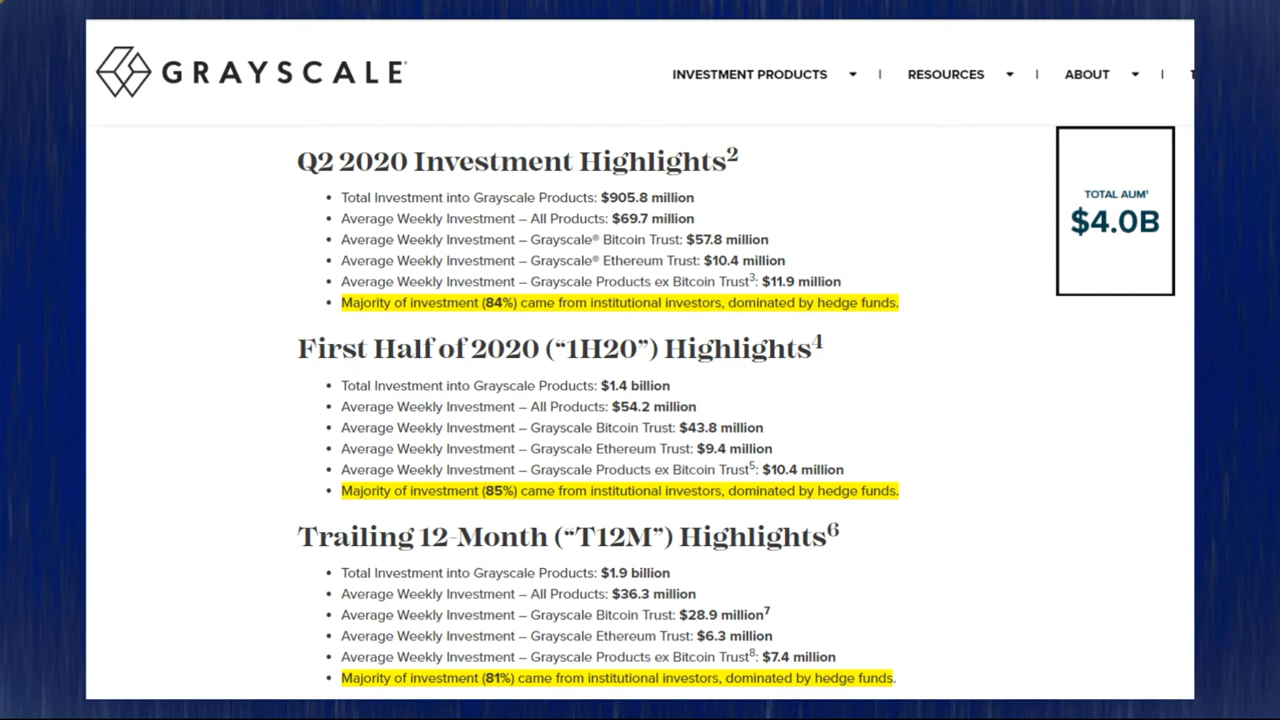 GRAYSCALE®
INVESTMENT PRODUCTS | RESOURCES | ABOUT |
Q2 2020 Investment Highlights²
• Total Investment into Grayscale Products: $905.8 million
• Average Weekly Investment – All Products: $69.7 million
• Average Weekly Investment – Grayscale® Bitcoin Trust: $57.8 million
• Average Weekly Investment – Grayscale® Ethereum Trust: $10.4 million
• Average Weekly Investment – Grayscale Products ex Bitcoin Trust³: $11.9 million
• Majority of investment (84%) came from institutional investors, dominated by hedge funds.
TOTAL AUM¹
$4.0B
First Half of 2020 (“1H20”) Highlights⁴
• Total Investment into Grayscale Products: $1.4 billion
• Average Weekly Investment – All Products: $54.2 million
• Average Weekly Investment – Grayscale Bitcoin Trust: $43.8 million
• Average Weekly Investment – Grayscale Ethereum Trust: $9.4 million
• Average Weekly Investment – Grayscale Products ex Bitcoin Trust⁵: $10.4 million
• Majority of investment (85%) came from institutional investors, dominated by hedge funds.
Trailing 12-Month (“T12M”) Highlights⁶
• Total Investment into Grayscale Products: $1.9 billion
• Average Weekly Investment – All Products: $36.3 million
• Average Weekly Investment – Grayscale Bitcoin Trust: $28.9 million⁷
• Average Weekly Investment – Grayscale Ethereum Trust: $6.3 million
• Average Weekly Investment – Grayscale Products ex Bitcoin Trust⁸: $7.4 million
• Majority of investment (81%) came from institutional investors, dominated by hedge funds.